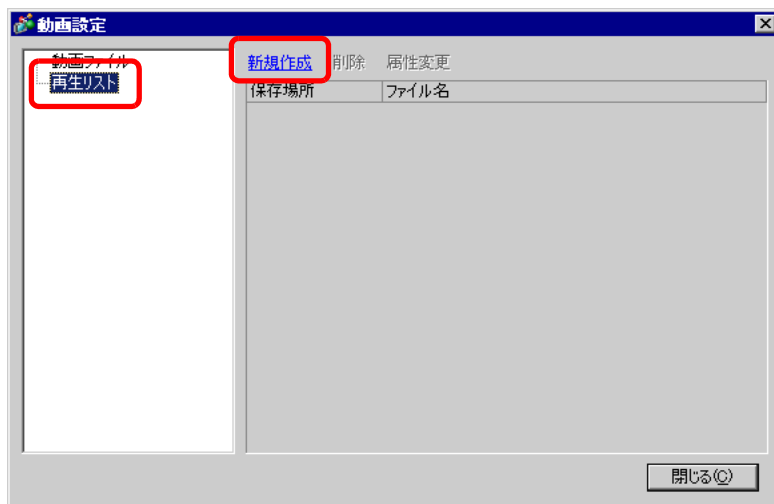 動画設定
動画ファイル
再生リスト
新規作成 削除 属性変更
保存場所 ファイル名
閉じる(C)